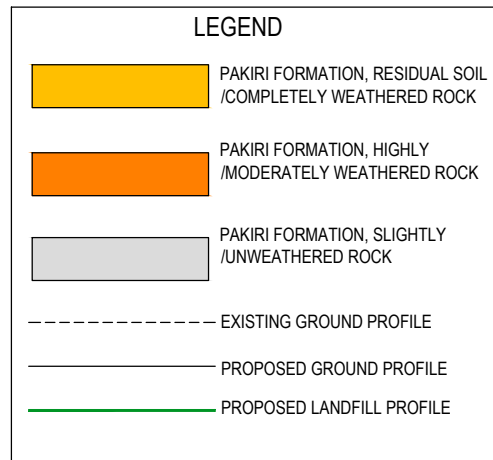 LEGEND
PAKIRI FORMATION, RESIDUAL SOIL
/COMPLETELY WEATHERED ROCK
PAKIRI FORMATION, HIGHLY
/MODERATELY WEATHERED ROCK
PAKIRI FORMATION, SLIGHTLY
/UNWEATHERED ROCK
EXISTING GROUND PROFILE
PROPOSED GROUND PROFILE
PROPOSED LANDFILL PROFILE